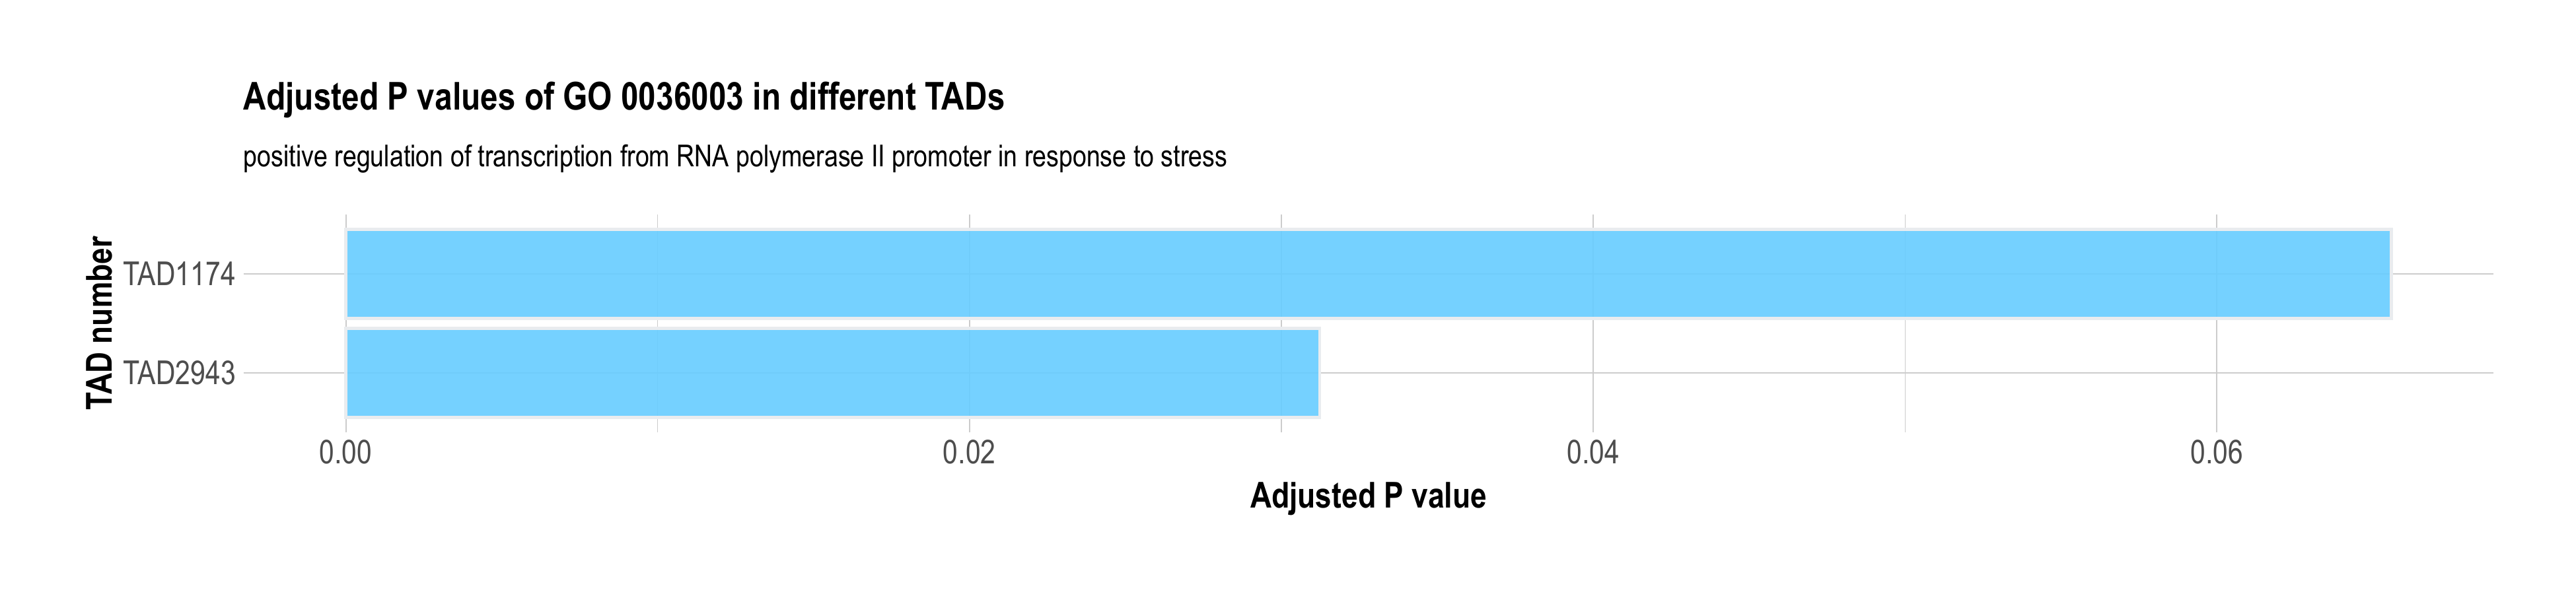 Adjusted P values of GO 0036003 in different TADs
positive regulation of transcription from RNA polymerase II promoter in response to stress
TAD number
TAD1174
TAD2943
0.00 0.02 0.04 0.06
Adjusted P value